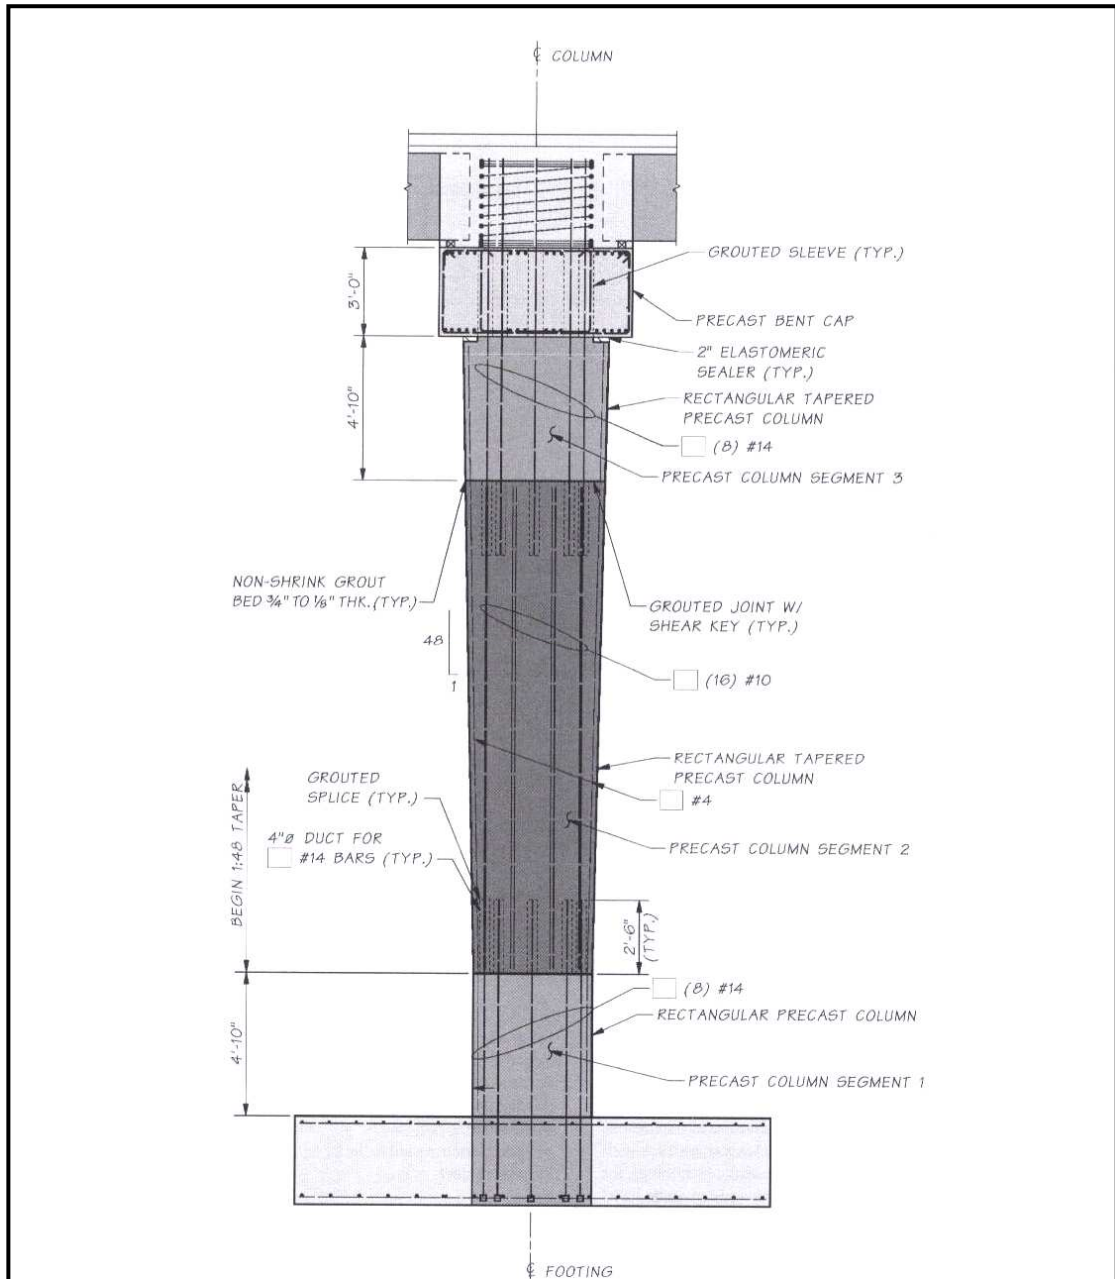 ℄ COLUMN
GROUTED SLEEVE (TYP.)
3'-0"
PRECAST BENT CAP
2" ELASTOMERIC
SEALER (TYP.)
4'-10"
RECTANGULAR TAPERED
PRECAST COLUMN
(8) #14
PRECAST COLUMN SEGMENT 3
NON-SHRINK GROUT
BED ¾" TO ⅛" THK. (TYP.)
GROUTED JOINT W/
SHEAR KEY (TYP.)
48
1
(16) #10
RECTANGULAR TAPERED
PRECAST COLUMN
#4
GROUTED
SPLICE (TYP.)
BEGIN 1:48 TAPER
4"ø DUCT FOR
#14 BARS (TYP.)
PRECAST COLUMN SEGMENT 2
2'-6"
(TYP.)
(8) #14
RECTANGULAR PRECAST COLUMN
4'-10"
PRECAST COLUMN SEGMENT 1
℄ FOOTING